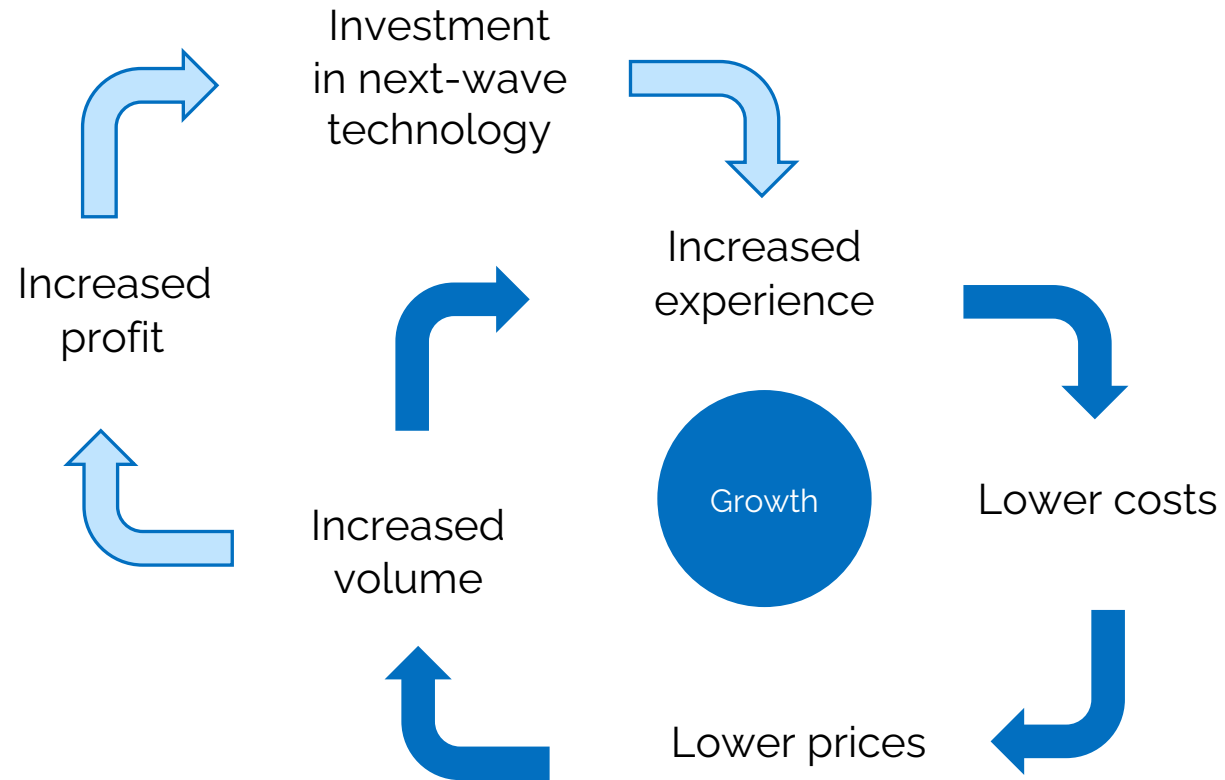 Investment
in next-wave
technology
Increased
experience
Increased
profit
Growth
Lower costs
Increased
volume
Lower prices